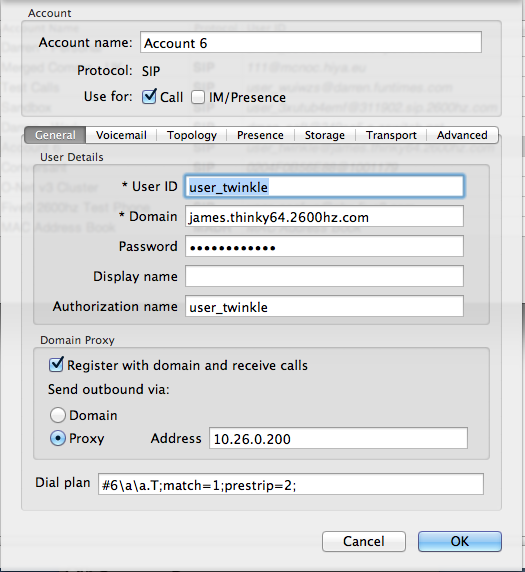 Account
Account name: Account 6
Protocol: SIP
Use for: Call IM/Presence
General Voicemail Topology Presence Storage Transport Advanced
User Details
* User ID user_twinkle
* Domain james.thinky64.2600hz.com
Password ••••••••••••
Display name
Authorization name user_twinkle
Domain Proxy
Register with domain and receive calls
Send outbound via:
Domain
Proxy Address 10.26.0.200
Dial plan #6\a\a.T;match=1;prestrip=2;
Cancel OK